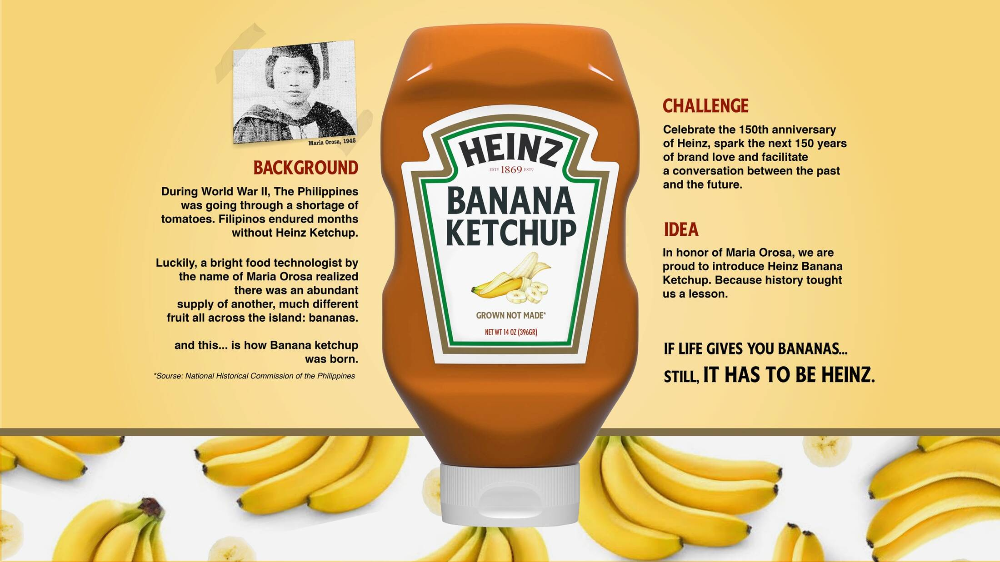 Maria Orosa, 1945
BACKGROUND
During World War II, The Philippines
was going through a shortage of
tomatoes. Filipinos endured months
without Heinz Ketchup.
Luckily, a bright food technologist by
the name of Maria Orosa realized
there was an abundant
supply of another, much different
fruit all across the island: bananas.
and this... is how Banana ketchup
was born.
*Sourse: National Historical Commission of the Philippines
HEINZ
ESTD 1869 ESTD
BANANA
KETCHUP
GROWN NOT MADE*
NET WT 14 OZ (396GR)
CHALLENGE
Celebrate the 150th anniversary
of Heinz, spark the next 150 years
of brand love and facilitate
a conversation between the past
and the future.
IDEA
In honor of Maria Orosa, we are
proud to introduce Heinz Banana
Ketchup. Because history tought
us a lesson.
IF LIFE GIVES YOU BANANAS...
STILL, IT HAS TO BE HEINZ.